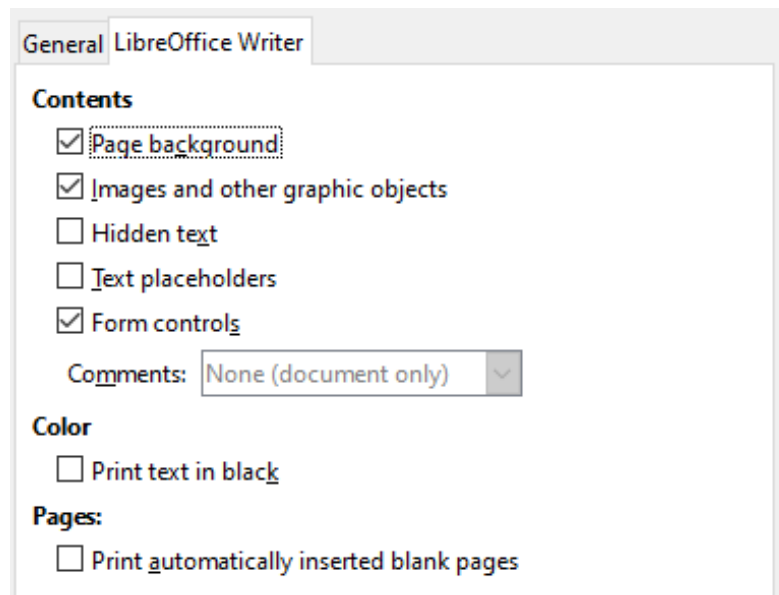 General LibreOffice Writer
Contents
Page background
Images and other graphic objects
Hidden text
Text placeholders
Form controls
Comments: None (document only)
Color
Print text in black
Pages:
Print automatically inserted blank pages